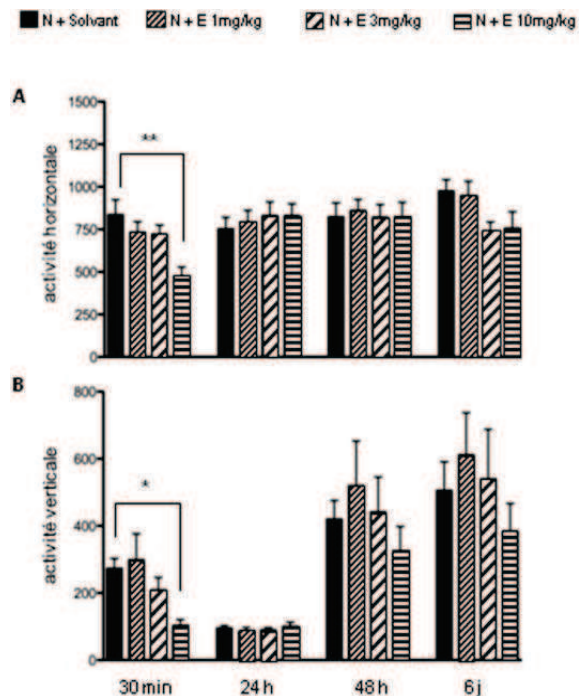 N + Solvant N + E 1mg/kg N + E 3mg/kg N + E 10mg/kg
A
activité horizontale
1500
1250
1000
750
500
250
0
**
B
activité verticale
800
600
400
200
0
*
30 min 24 h 48 h 6 j